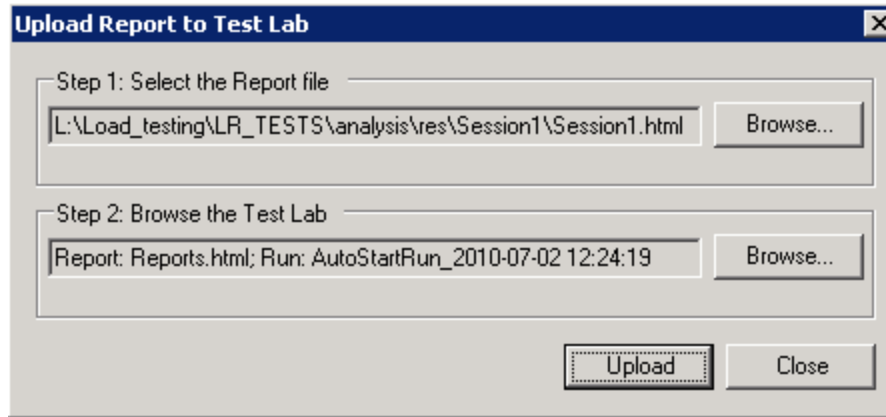 Upload Report to Test Lab
Step 1: Select the Report file
L:\Load_testing\LR_TESTS\analysis\res\Session1\Session1.html
Browse...
Step 2: Browse the Test Lab
Report: Reports.html; Run: AutoStartRun_2010-07-02 12:24:19
Browse...
Upload
Close